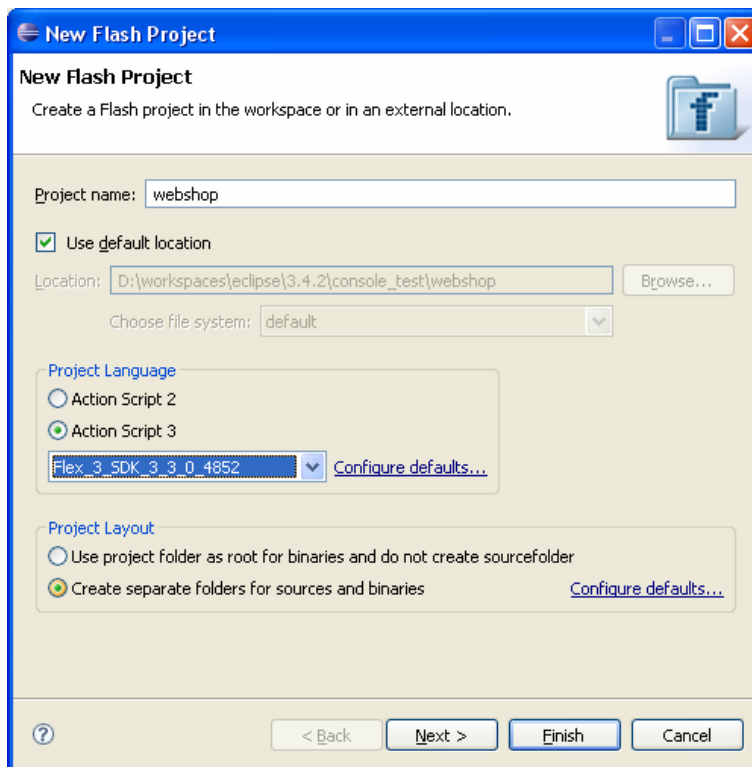 New Flash Project
New Flash Project
Create a Flash project in the workspace or in an external location.
Project name: webshop
Use default location
Location: D:\workspaces\eclipse\3.4.2\console_test\webshop Browse...
Choose file system: default
Project Language
Action Script 2
Action Script 3
Flex_3_SDK_3_3_0_4852 Configure defaults...
Project Layout
Use project folder as root for binaries and do not create sourcefolder
Create separate folders for sources and binaries Configure defaults...
? < Back Next > Finish Cancel